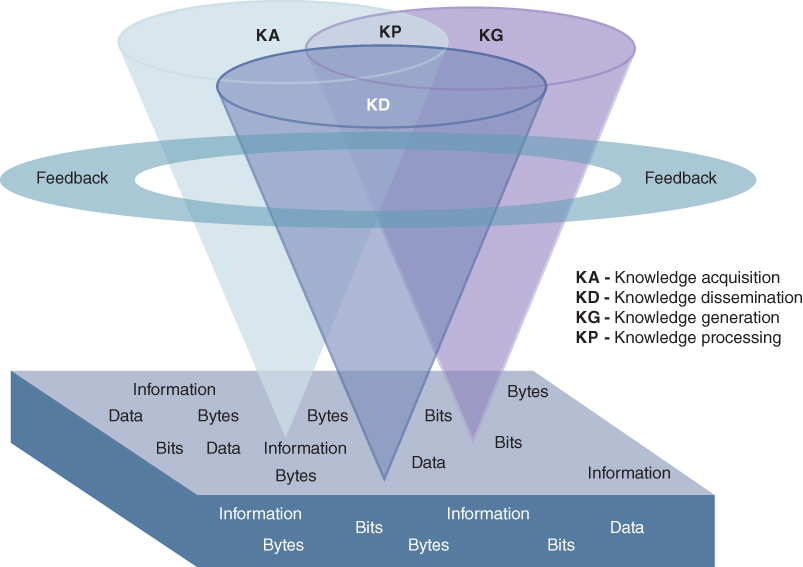 KA
KP
KG
KD
Feedback
Feedback
KA - Knowledge acquisition
KD - Knowledge dissemination
KG - Knowledge generation
KP - Knowledge processing
Information
Bytes
Data
Bytes
Bytes
Bits
Bits
Data
Information
Bits
Bytes
Data
Information
Information
Information
Bits
Data
Bytes
Bytes
Bits